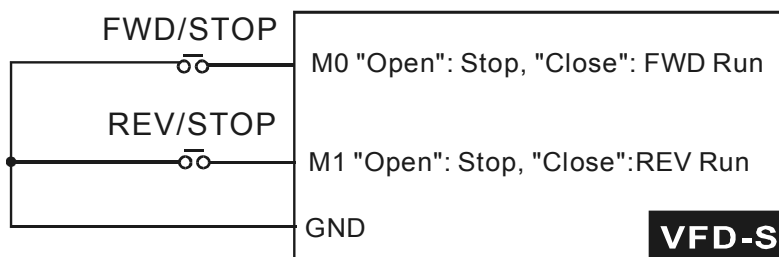 FWD/STOP
M0 "Open": Stop, "Close": FWD Run
REV/STOP
M1 "Open": Stop, "Close":REV Run
GND
VFD-S